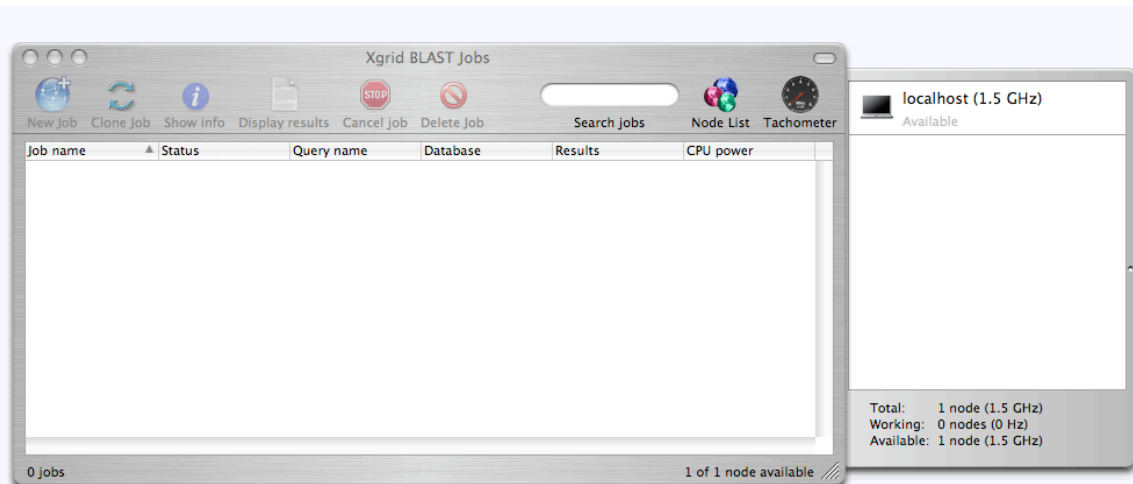 Xgrid BLAST Jobs
STOP
New Job Clone Job Show info Display results Cancel job Delete Job Search jobs Node List Tachometer
Job name Status Query name Database Results CPU power
0 jobs 1 of 1 node available
localhost (1.5 GHz)
Available
Total: 1 node (1.5 GHz)
Working: 0 nodes (0 Hz)
Available: 1 node (1.5 GHz)